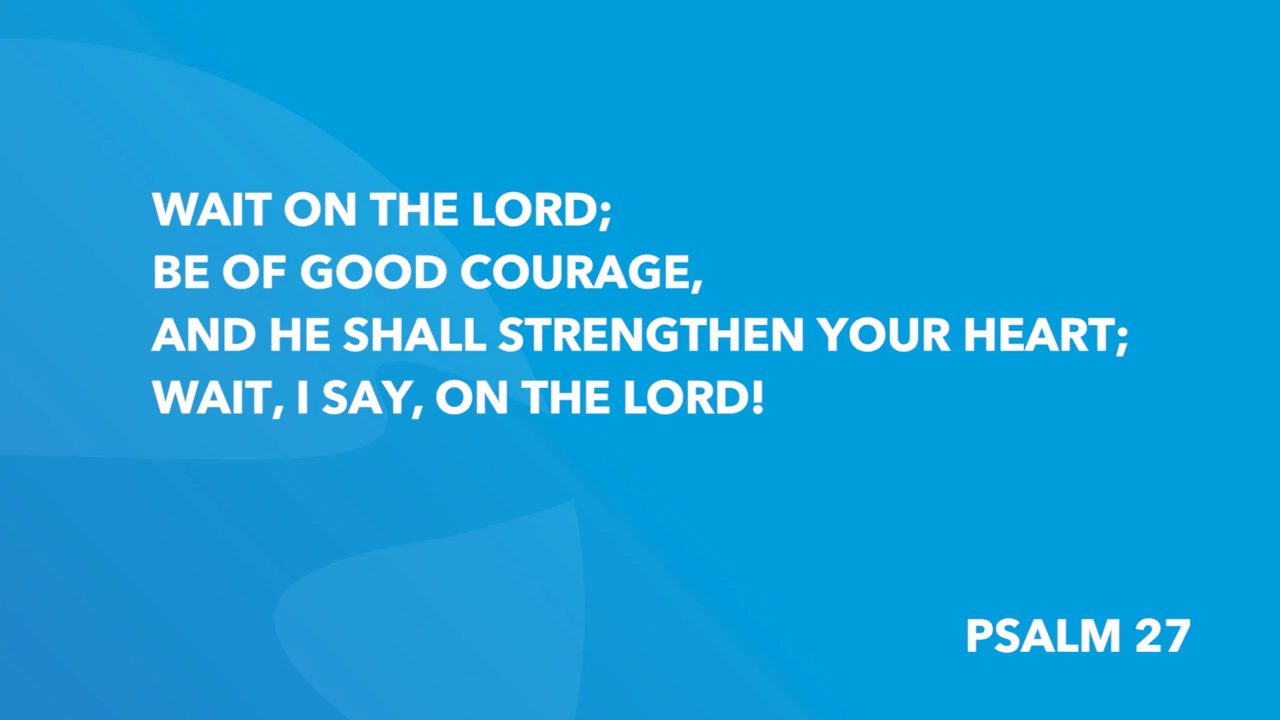 WAIT ON THE LORD;
BE OF GOOD COURAGE,
AND HE SHALL STRENGTHEN YOUR HEART;
WAIT, I SAY, ON THE LORD!
PSALM 27